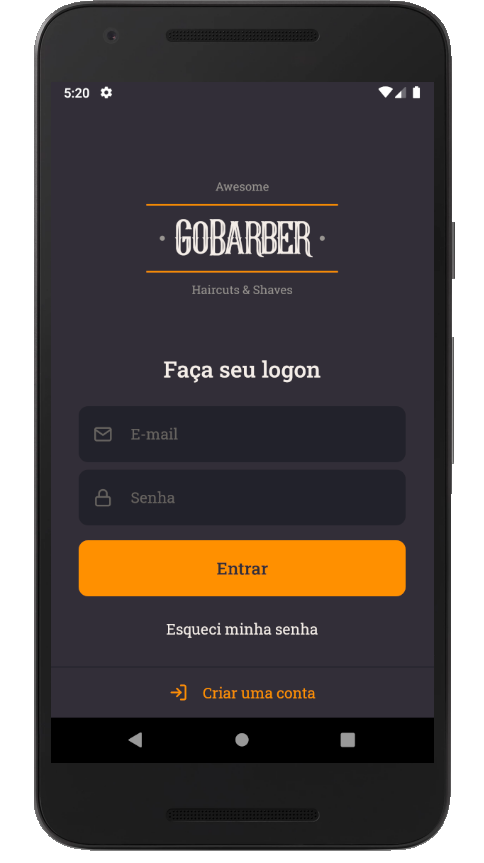 5:20
Awesome
GoBarber
Haircuts & Shaves
Faça seu logon
E-mail
Senha
Entrar
Esqueci minha senha
Criar uma conta